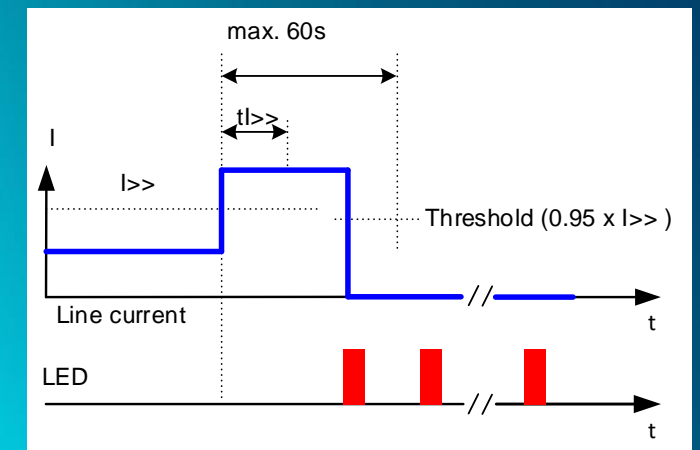 max. 60s
tI>>
I
I>>
Threshold (0.95 x I>> )
Line current
t
LED
t